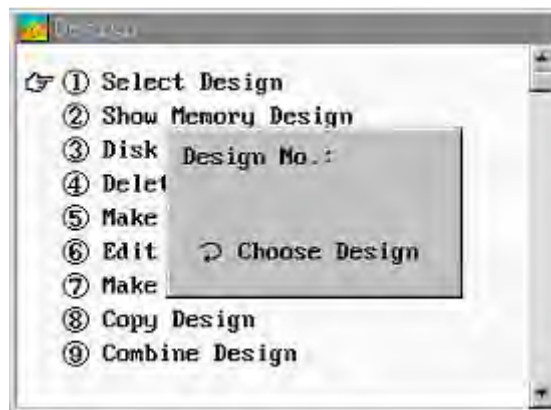 Design
① Select Design
② Show Memory Design
③ Disk
④ Delet
⑤ Make
⑥ Edit
⑦ Make
⑧ Copy Design
⑨ Combine Design
Design No.:
Choose Design